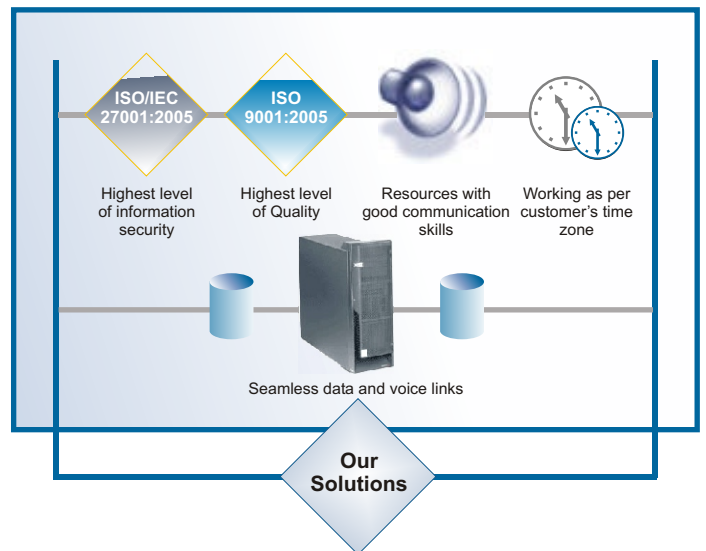 ISO/IEC
27001:2005
ISO
9001:2005
Highest level
of information
security
Highest level
of Quality
Resources with
good communication
skills
Working as per
customer's time
zone
Seamless data and voice links
Our
Solutions